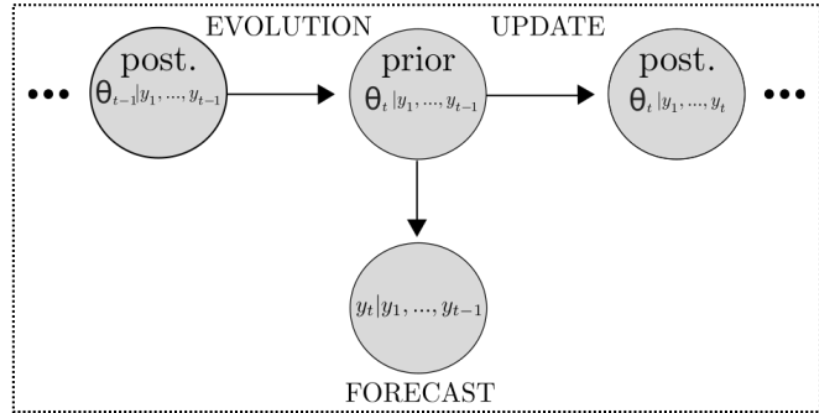 EVOLUTION UPDATE
post. prior post.
••• θₜ₋₁|y₁, ..., yₜ₋₁ θₜ|y₁, ..., yₜ₋₁ θₜ|y₁, ..., yₜ •••
yₜ|y₁, ..., yₜ₋₁
FORECAST